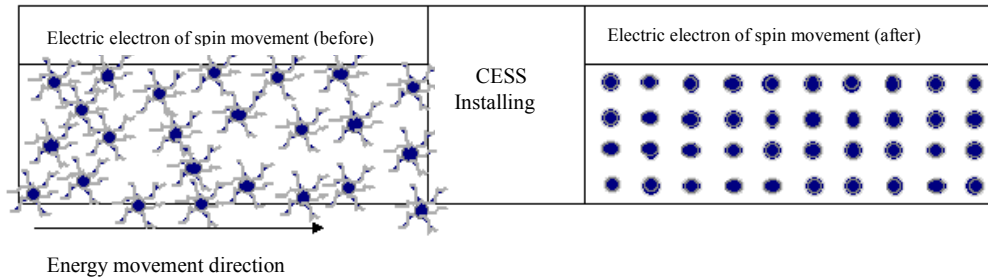 Electric electron of spin movement (before)
Electric electron of spin movement (after)
CESS
Installing
Energy movement direction